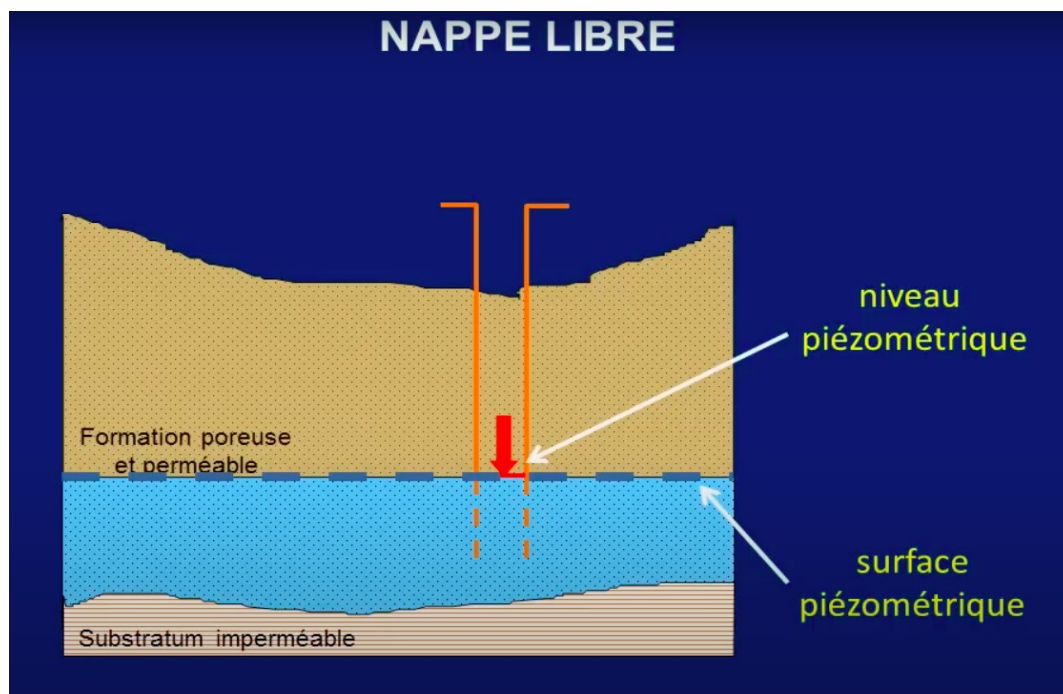 NAPPE LIBRE
niveau
piézométrique
Formation poreuse
et perméable
surface
piézométrique
Substratum imperméable